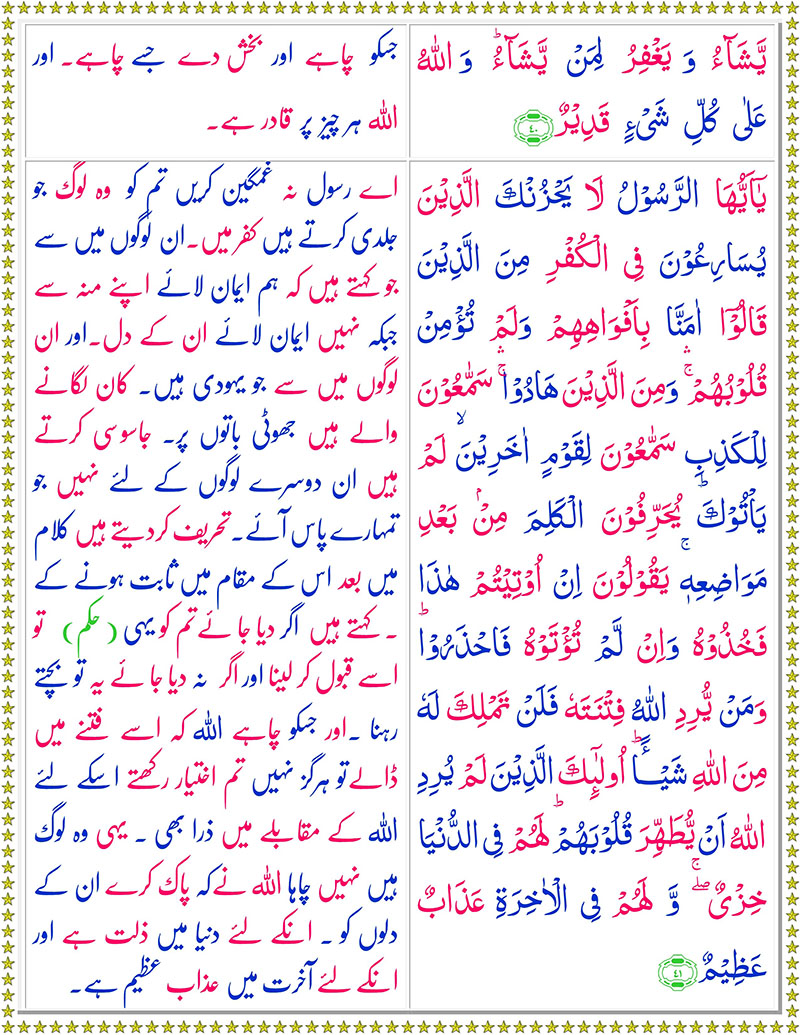 يَّشَآءُ وَ يَغْفِرُ لِمَنْ يَّشَآءُ ؕ وَ اللّٰهُ
عَلٰى كُلِّ شَىْءٍ قَدِيْرٌ ﴿۴۰﴾
جسکو چاہے اور بخش دے جسے چاہے۔ اور
اللہ ہر چیز پر قادر ہے۔
يٰۤاَيُّهَا الرَّسُوْلُ لَا يَحْزُنْكَ الَّذِيْنَ
يُسَارِعُوْنَ فِى الْكُفْرِ مِنَ الَّذِيْنَ
قَالُوْۤا اٰمَنَّا بِاَفْوَاهِهِمْ وَلَمْ تُؤْمِنْ
قُلُوْبُهُمْ ۛۚ وَمِنَ الَّذِيْنَ هَادُوْا ۛۚ سَمّٰعُوْنَ
لِلْكَذِبِ سَمّٰعُوْنَ لِقَوْمٍ اٰخَرِيْنَ ۙ لَمْ
يَاْتُوْكَ ؕ يُحَرِّفُوْنَ الْكَلِمَ مِنْۢ بَعْدِ
مَوَاضِعِهٖ ۚ يَقُوْلُوْنَ اِنْ اُوْتِيْتُمْ هٰذَا
فَخُذُوْهُ وَاِنْ لَّمْ تُؤْتَوْهُ فَاحْذَرُوْا ؕ
وَمَنْ يُّرِدِ اللّٰهُ فِتْنَتَهٗ فَلَنْ تَمْلِكَ لَهٗ
مِنَ اللّٰهِ شَيْـًٔا ؕ اُولٰٓٮِٕكَ الَّذِيْنَ لَمْ يُرِدِ
اللّٰهُ اَنْ يُّطَهِّرَ قُلُوْبَهُمْ ؕ لَهُمْ فِى الدُّنْيَا
خِزْىٌ ۖۚ وَّ لَهُمْ فِى الْاٰخِرَةِ عَذَابٌ
عَظِيْمٌ ﴿۴۱﴾
اے رسول نہ غمگین کریں تم کو وہ لوگ جو
جلدی کرتے ہیں کفر میں۔ ان لوگوں میں سے
جو کہتے ہیں کہ ہم ایمان لائے اپنے منہ سے
جبکہ نہیں ایمان لائے ان کے دل۔ اور ان
لوگوں میں سے جو یہودی ہیں۔ کان لگانے
والے ہیں جھوٹی باتوں پر۔ جاسوسی کرتے
ہیں ان دوسرے لوگوں کے لئے نہیں جو
تمہارے پاس آئے۔ تحریف کر دیتے ہیں کلام
میں بعد اس کے مقام میں ثابت ہونے کے
۔ کہتے ہیں اگر دیا جائے تم کو یہی (حکم) تو
اسے قبول کر لینا اور اگر نہ دیا جائے یہ تو بچتے
رہنا ۔ اور جسکو چاہے اللہ کہ اسے فتنے میں
ڈالے تو ہرگز نہیں تم اختیار رکھتے اسکے لئے
اللہ کے مقابلے میں ذرا بھی ۔ یہی وہ لوگ
ہیں نہیں چاہا اللہ نے کہ پاک کرے ان کے
دلوں کو ۔ انکے لئے دنیا میں ذلت ہے اور
انکے لئے آخرت میں عذاب عظیم ہے۔